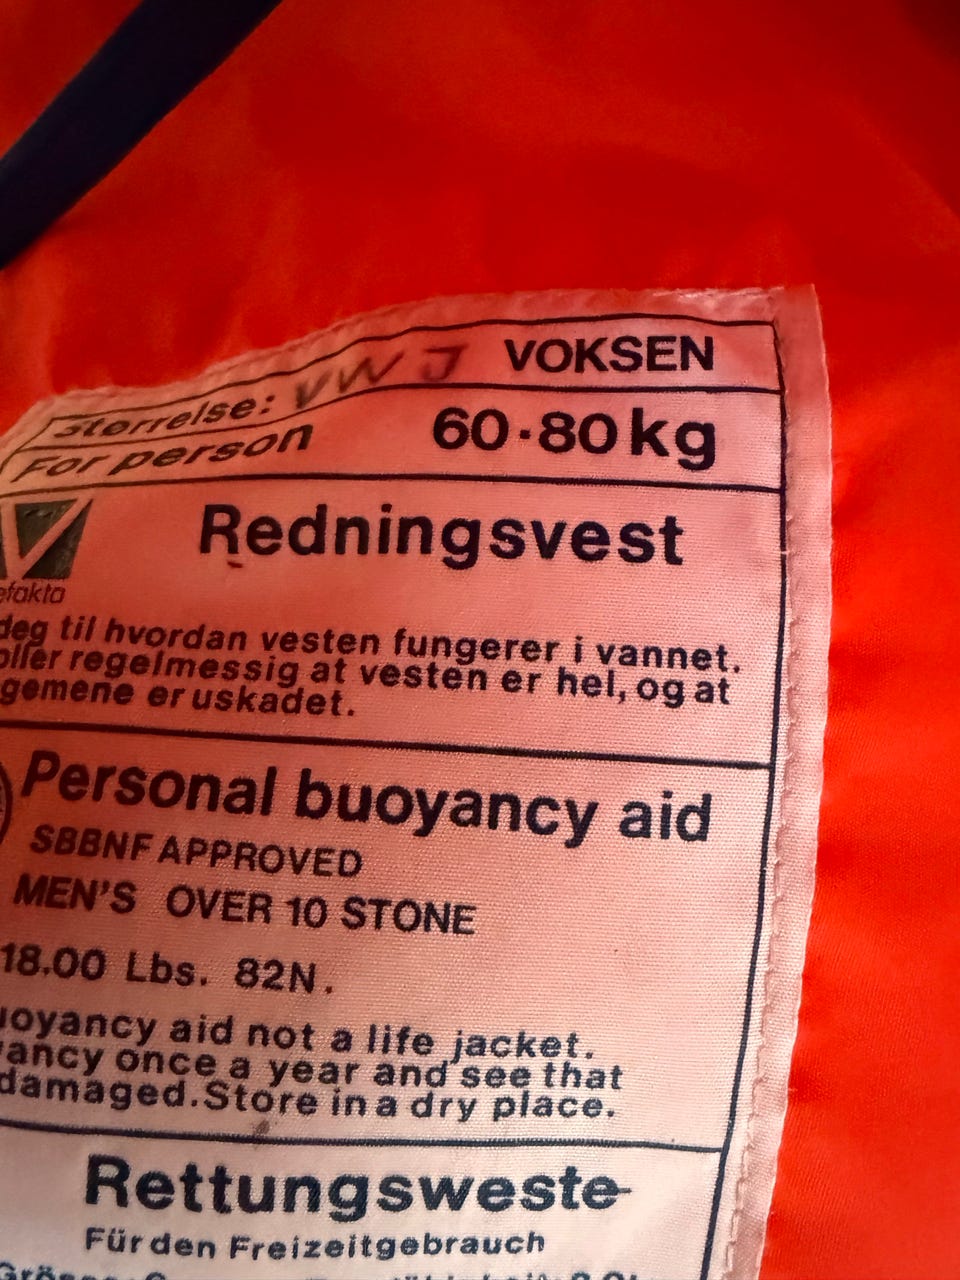 Størrelse: VOKSEN
For person 60-80 kg
Redningsvest
efakta
deg til hvordan vesten fungerer i vannet.
oller regelmessig at vesten er hel, og at
gemene er uskadet.
Personal buoyancy aid
SBBNF APPROVED
MEN'S OVER 10 STONE
18.00 Lbs. 82N.
uoyancy aid not a life jacket.
yancy once a year and see that
damaged. Store in a dry place.
Rettungsweste
Für den Freizeitgebrauch